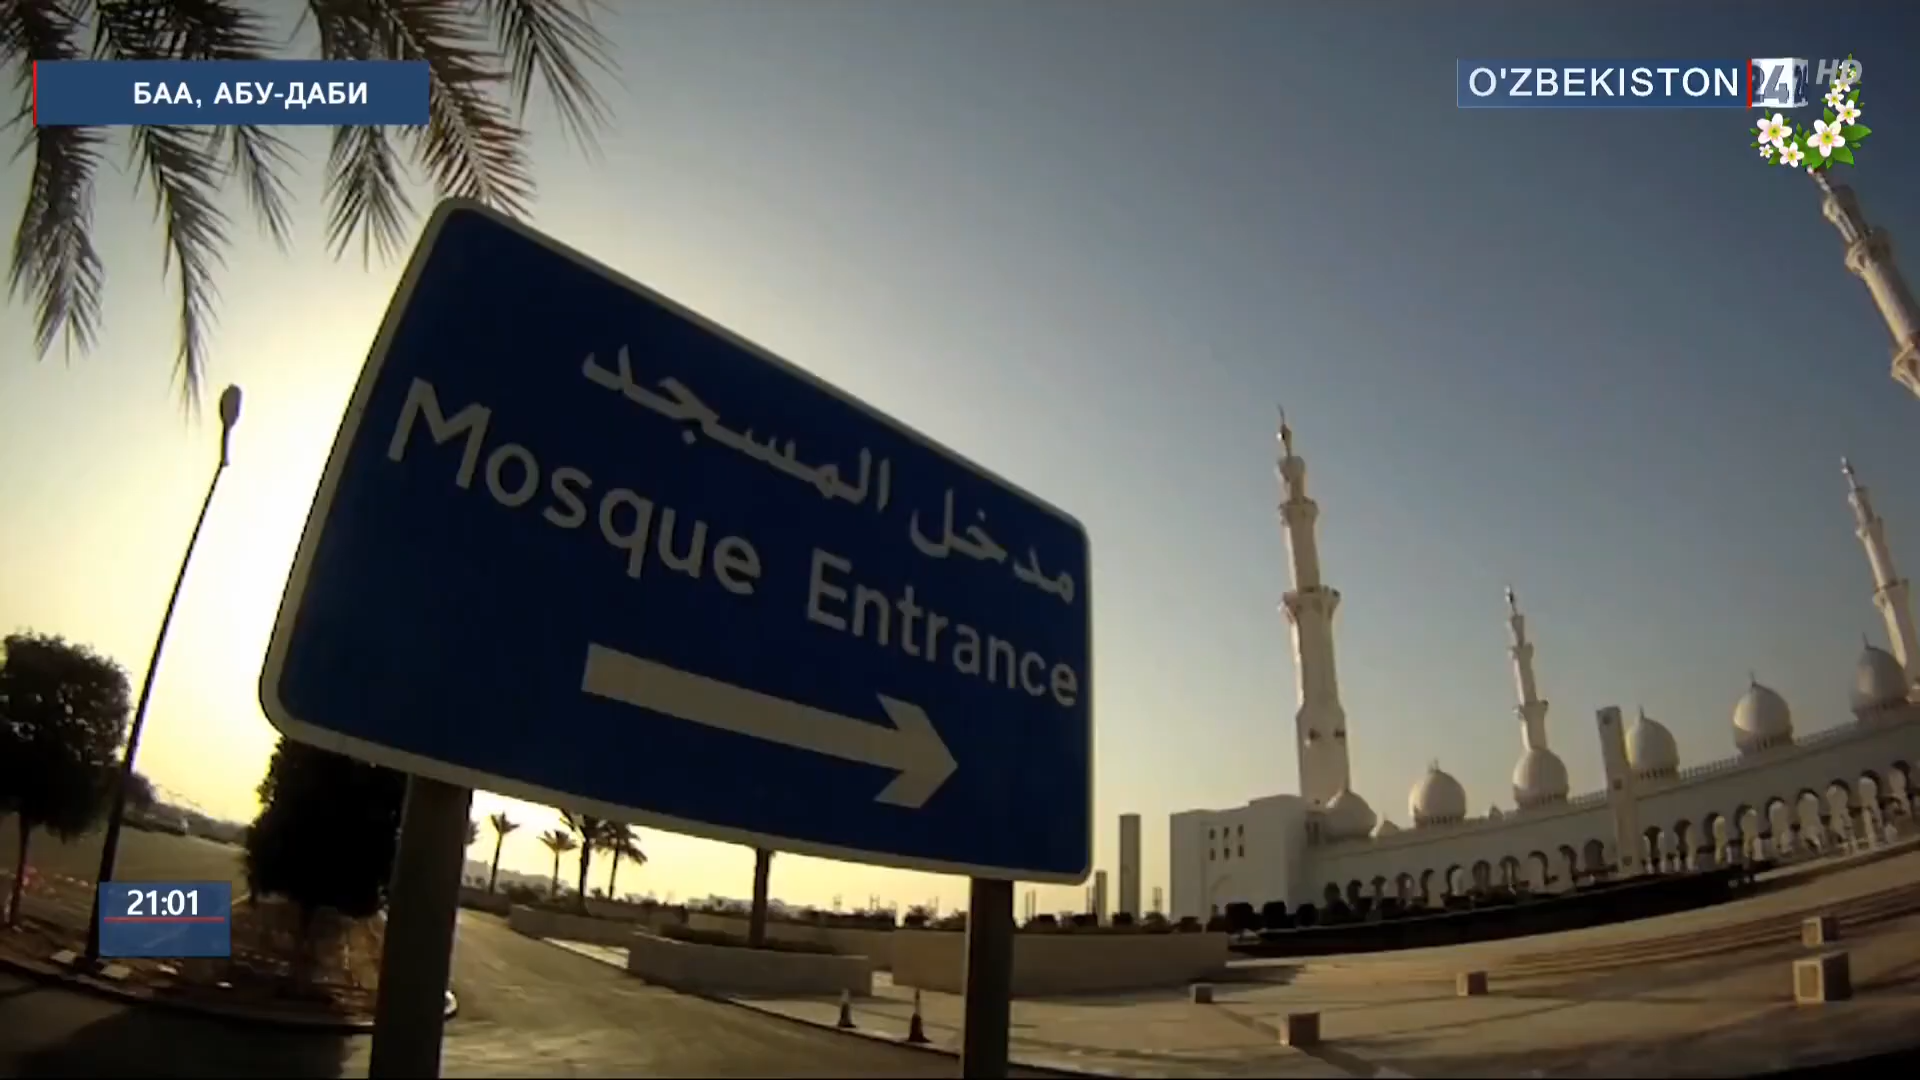 БАА, АБУ-ДАБИ
O'ZBEKISTON 24 HD
مدخل المسجد
Mosque Entrance
21:01